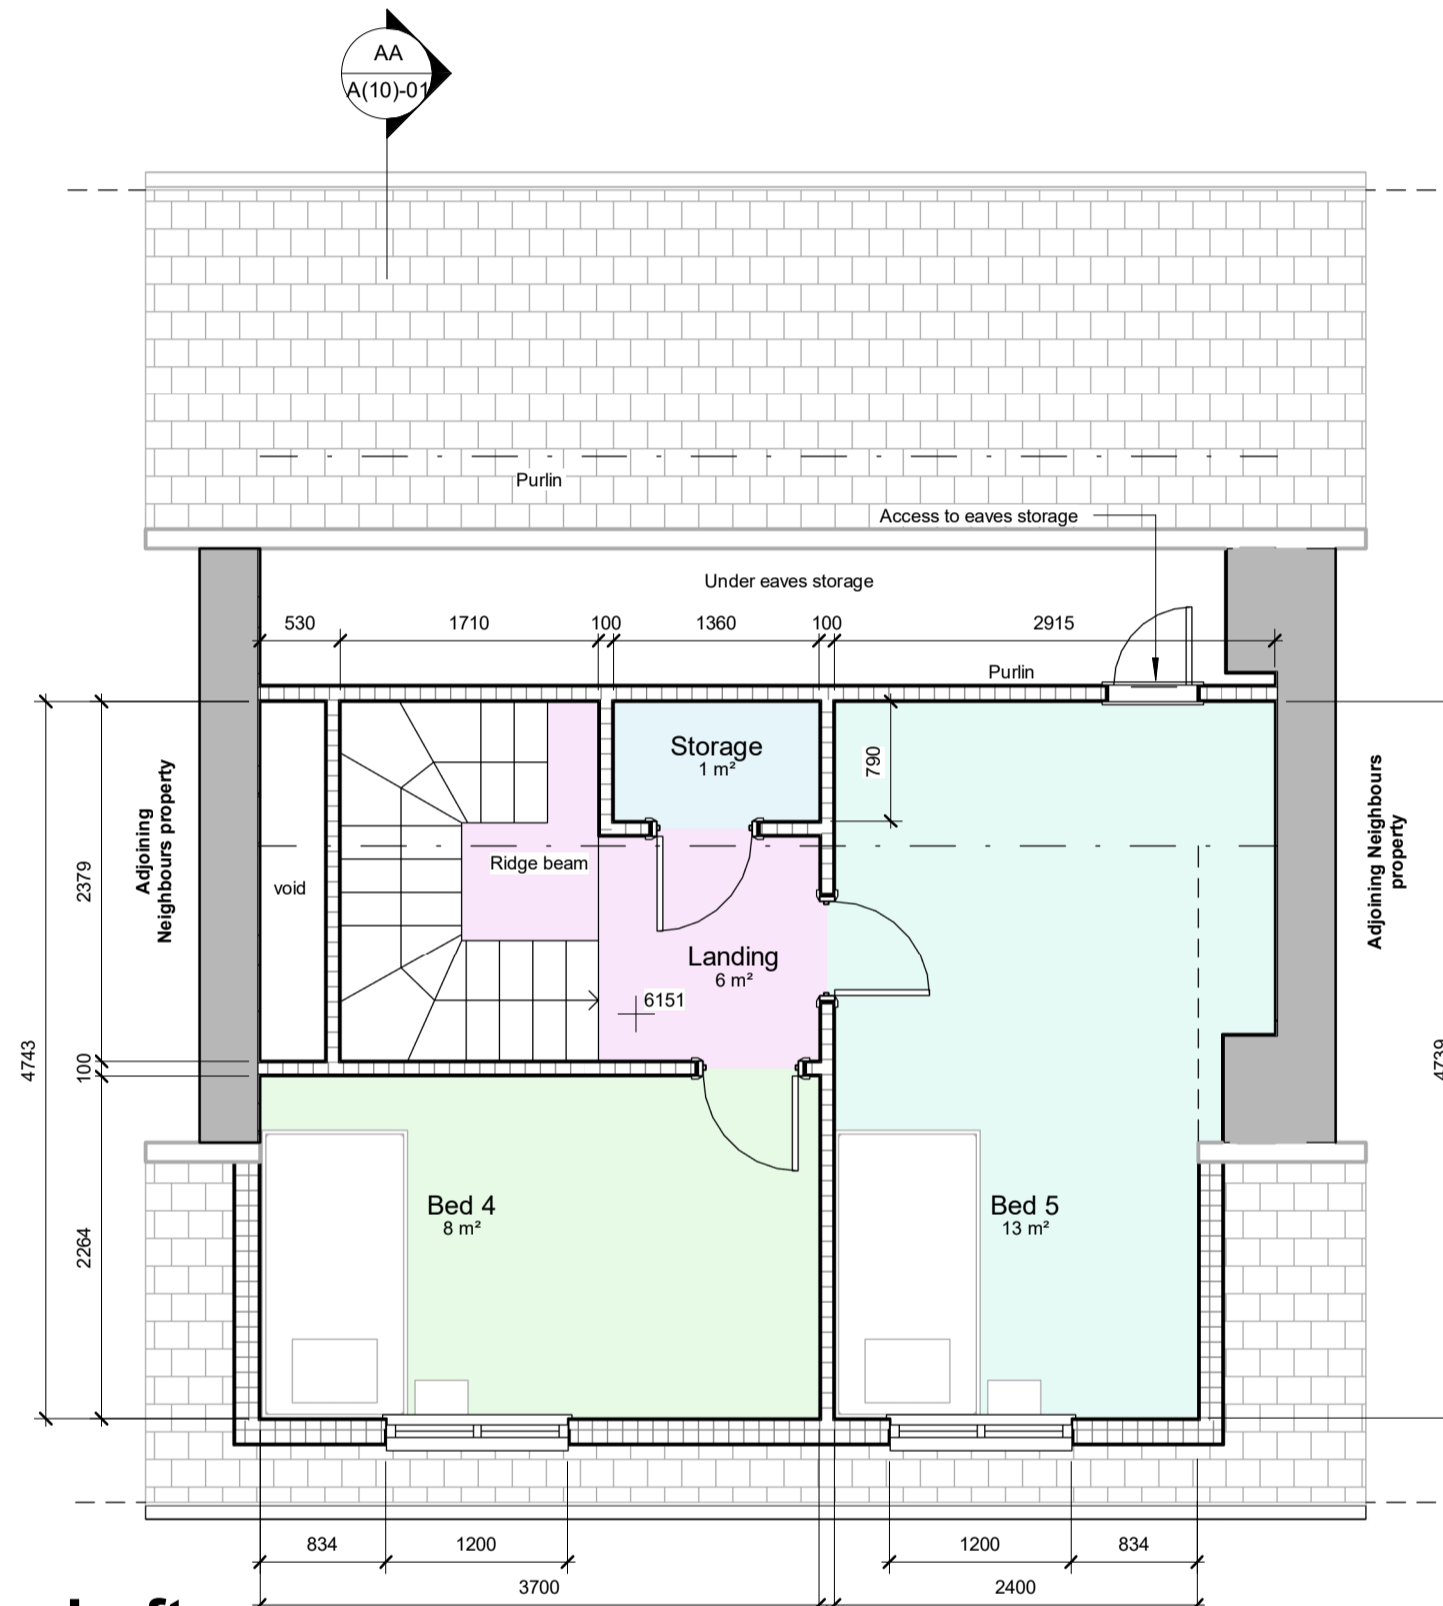 AA
A(10)-01
Purlin
Access to eaves storage
Under eaves storage
530
1710
100
1360
100
2915
Purlin
Storage
1 m²
790
Adjoining
Neighbours property
Adjoining Neighbours
property
Ridge beam
void
2379
Landing
6 m²
6151
4743
100
4739
Bed 4
8 m²
Bed 5
13 m²
2264
834
1200
1200
834
3700
2400